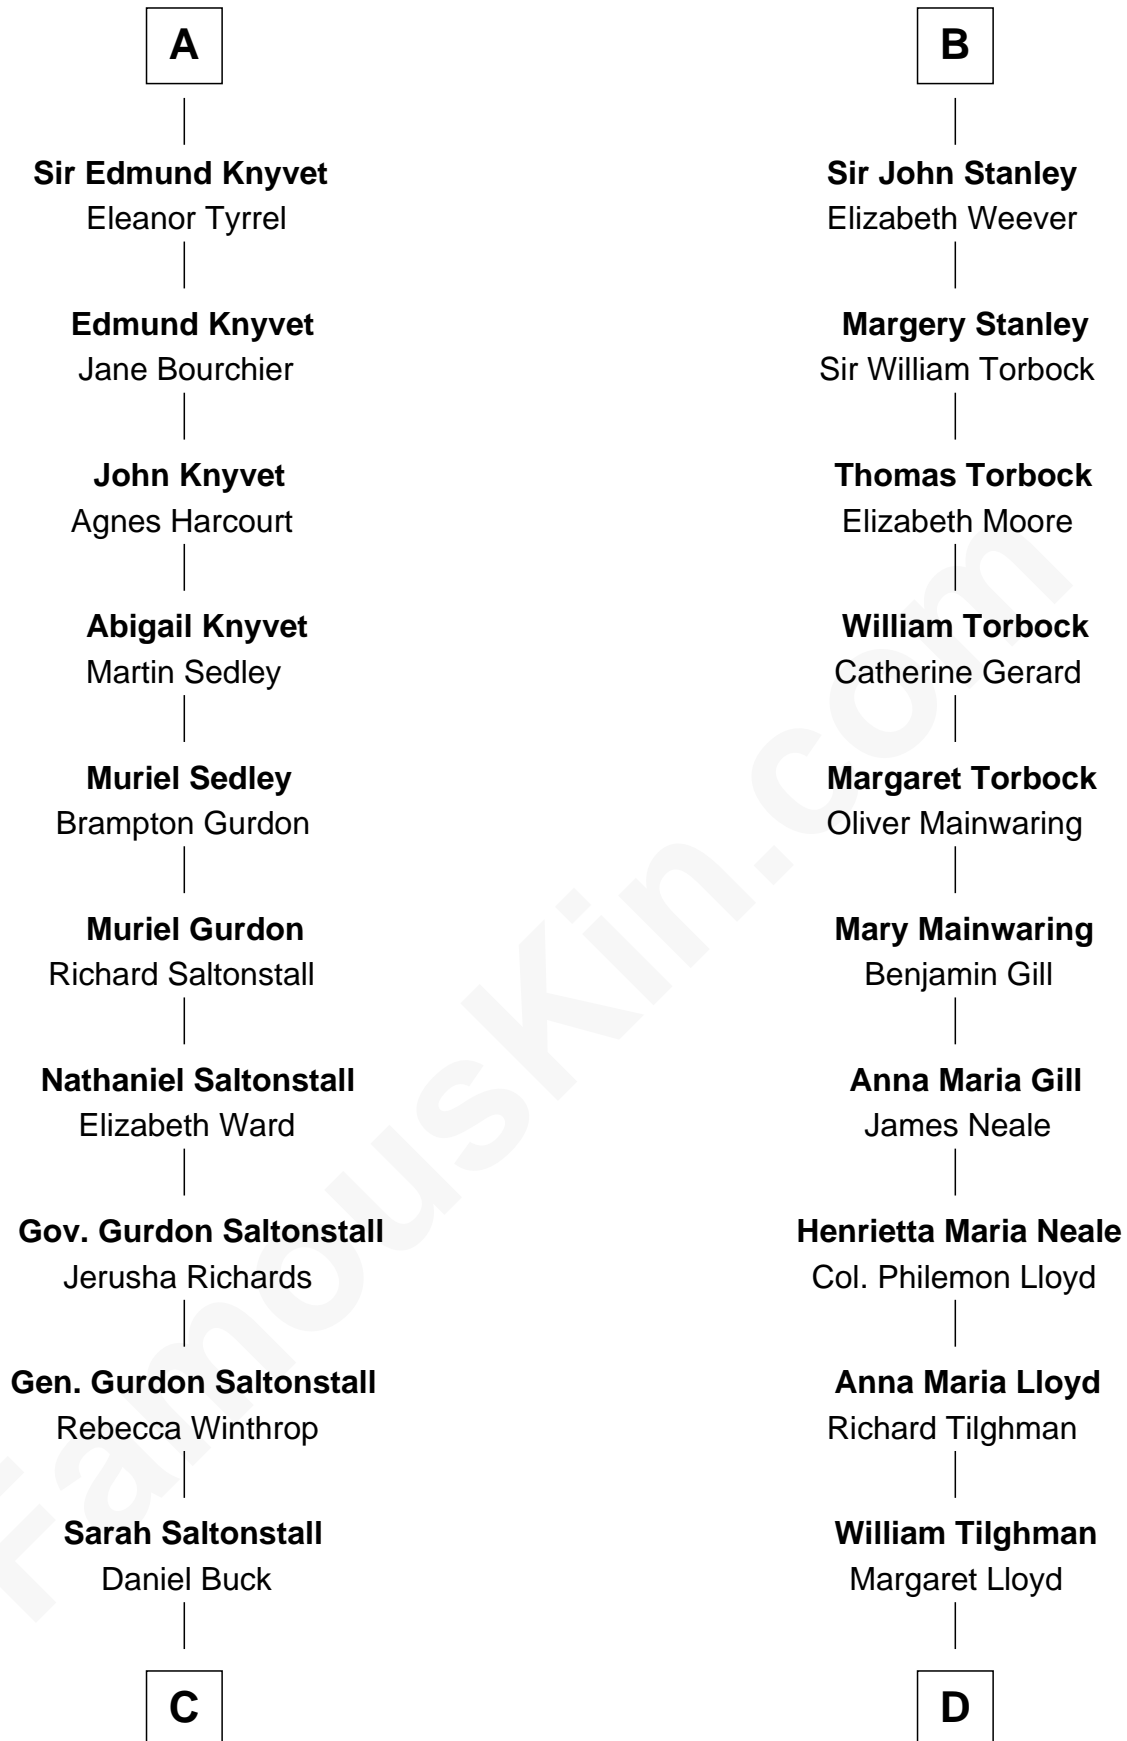 A
Sir Edmund Knyvet
Eleanor Tyrrel
Edmund Knyvet
Jane Bourchier
John Knyvet
Agnes Harcourt
Abigail Knyvet
Martin Sedley
Muriel Sedley
Brampton Gurdon
Muriel Gurdon
Richard Saltonstall
Nathaniel Saltonstall
Elizabeth Ward
Gov. Gurdon Saltonstall
Jerusha Richards
Gen. Gurdon Saltonstall
Rebecca Winthrop
Sarah Saltonstall
Daniel Buck
C
B
Sir John Stanley
Elizabeth Weever
Margery Stanley
Sir William Torbock
Thomas Torbock
Elizabeth Moore
William Torbock
Catherine Gerard
Margaret Torbock
Oliver Mainwaring
Mary Mainwaring
Benjamin Gill
Anna Maria Gill
James Neale
Henrietta Maria Neale
Col. Philemon Lloyd
Anna Maria Lloyd
Richard Tilghman
William Tilghman
Margaret Lloyd
D
FamousKin.com